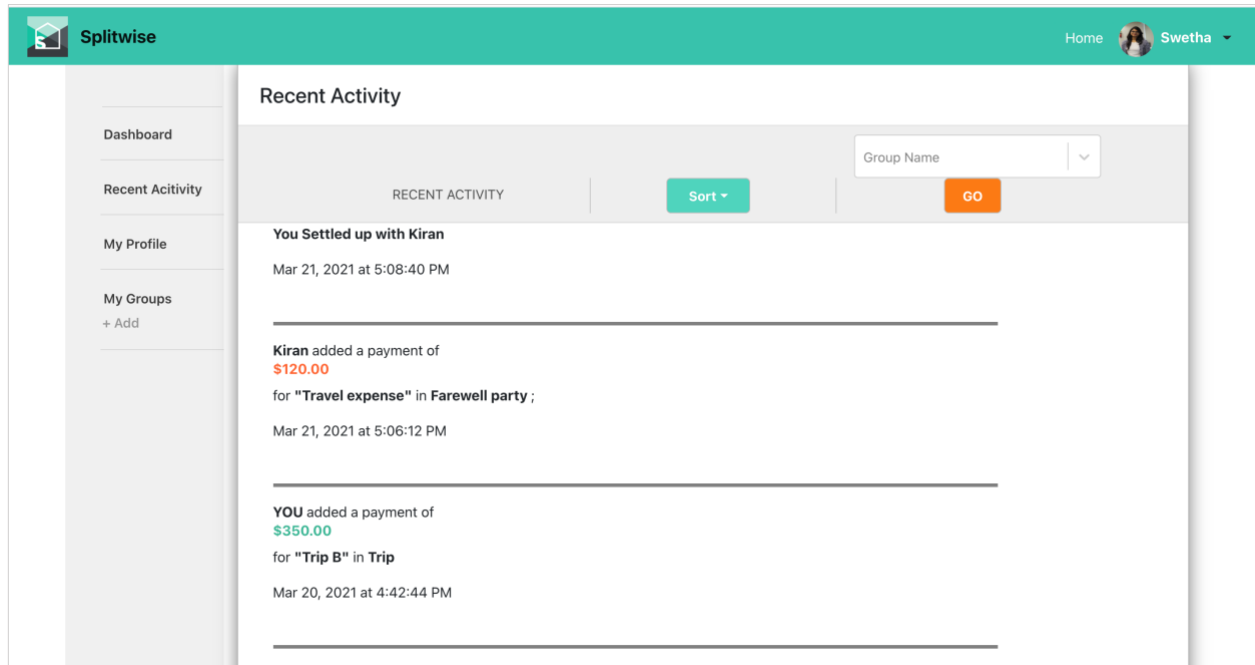 Splitwise
Home
Swetha
Dashboard
Recent Acitivity
My Profile
My Groups
+ Add
Recent Activity
Group Name
RECENT ACTIVITY
Sort
GO
You Settled up with Kiran
Mar 21, 2021 at 5:08:40 PM
Kiran added a payment of
$120.00
for "Travel expense" in Farewell party ;
Mar 21, 2021 at 5:06:12 PM
YOU added a payment of
$350.00
for "Trip B" in Trip
Mar 20, 2021 at 4:42:44 PM